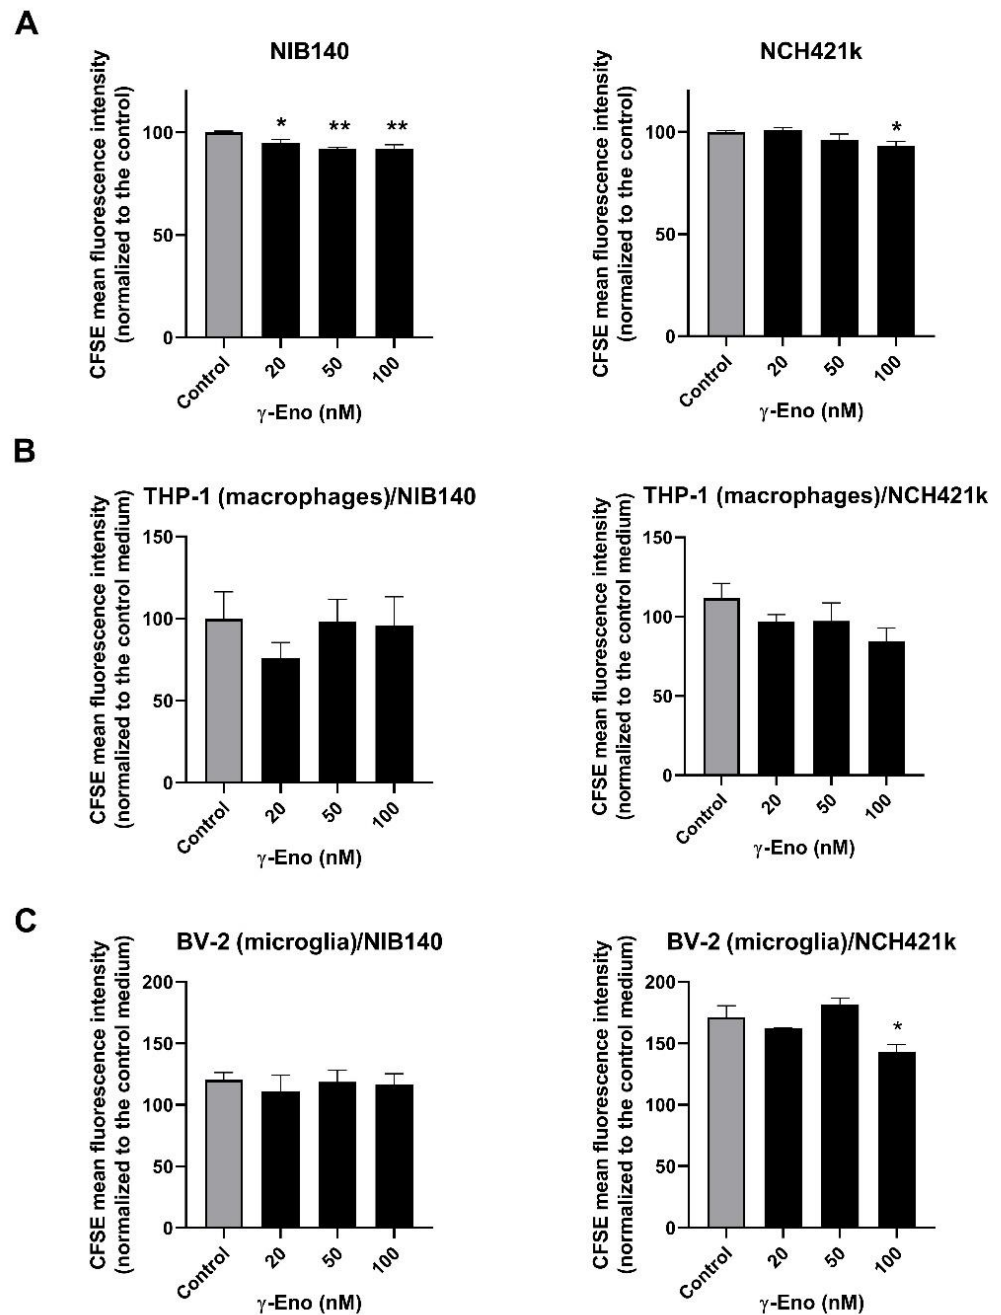 A
NIB140
CFSE mean fluorescence intensity
(normalized to the control)
100
50
0
* ** **
Control 20 50 100
γ-Eno (nM)
NCH421k
CFSE mean fluorescence intensity
(normalized to the control)
100
50
0
*
Control 20 50 100
γ-Eno (nM)
B
THP-1 (macrophages)/NIB140
CFSE mean fluorescence intensity
(normalized to the control medium)
150
100
50
0
Control 20 50 100
γ-Eno (nM)
THP-1 (macrophages)/NCH421k
CFSE mean fluorescence intensity
(normalized to the control medium)
150
100
50
0
Control 20 50 100
γ-Eno (nM)
C
BV-2 (microglia)/NIB140
CFSE mean fluorescence intensity
(normalized to the control medium)
200
150
100
50
0
Control 20 50 100
γ-Eno (nM)
BV-2 (microglia)/NCH421k
CFSE mean fluorescence intensity
(normalized to the control medium)
200
150
100
50
0
*
Control 20 50 100
γ-Eno (nM)